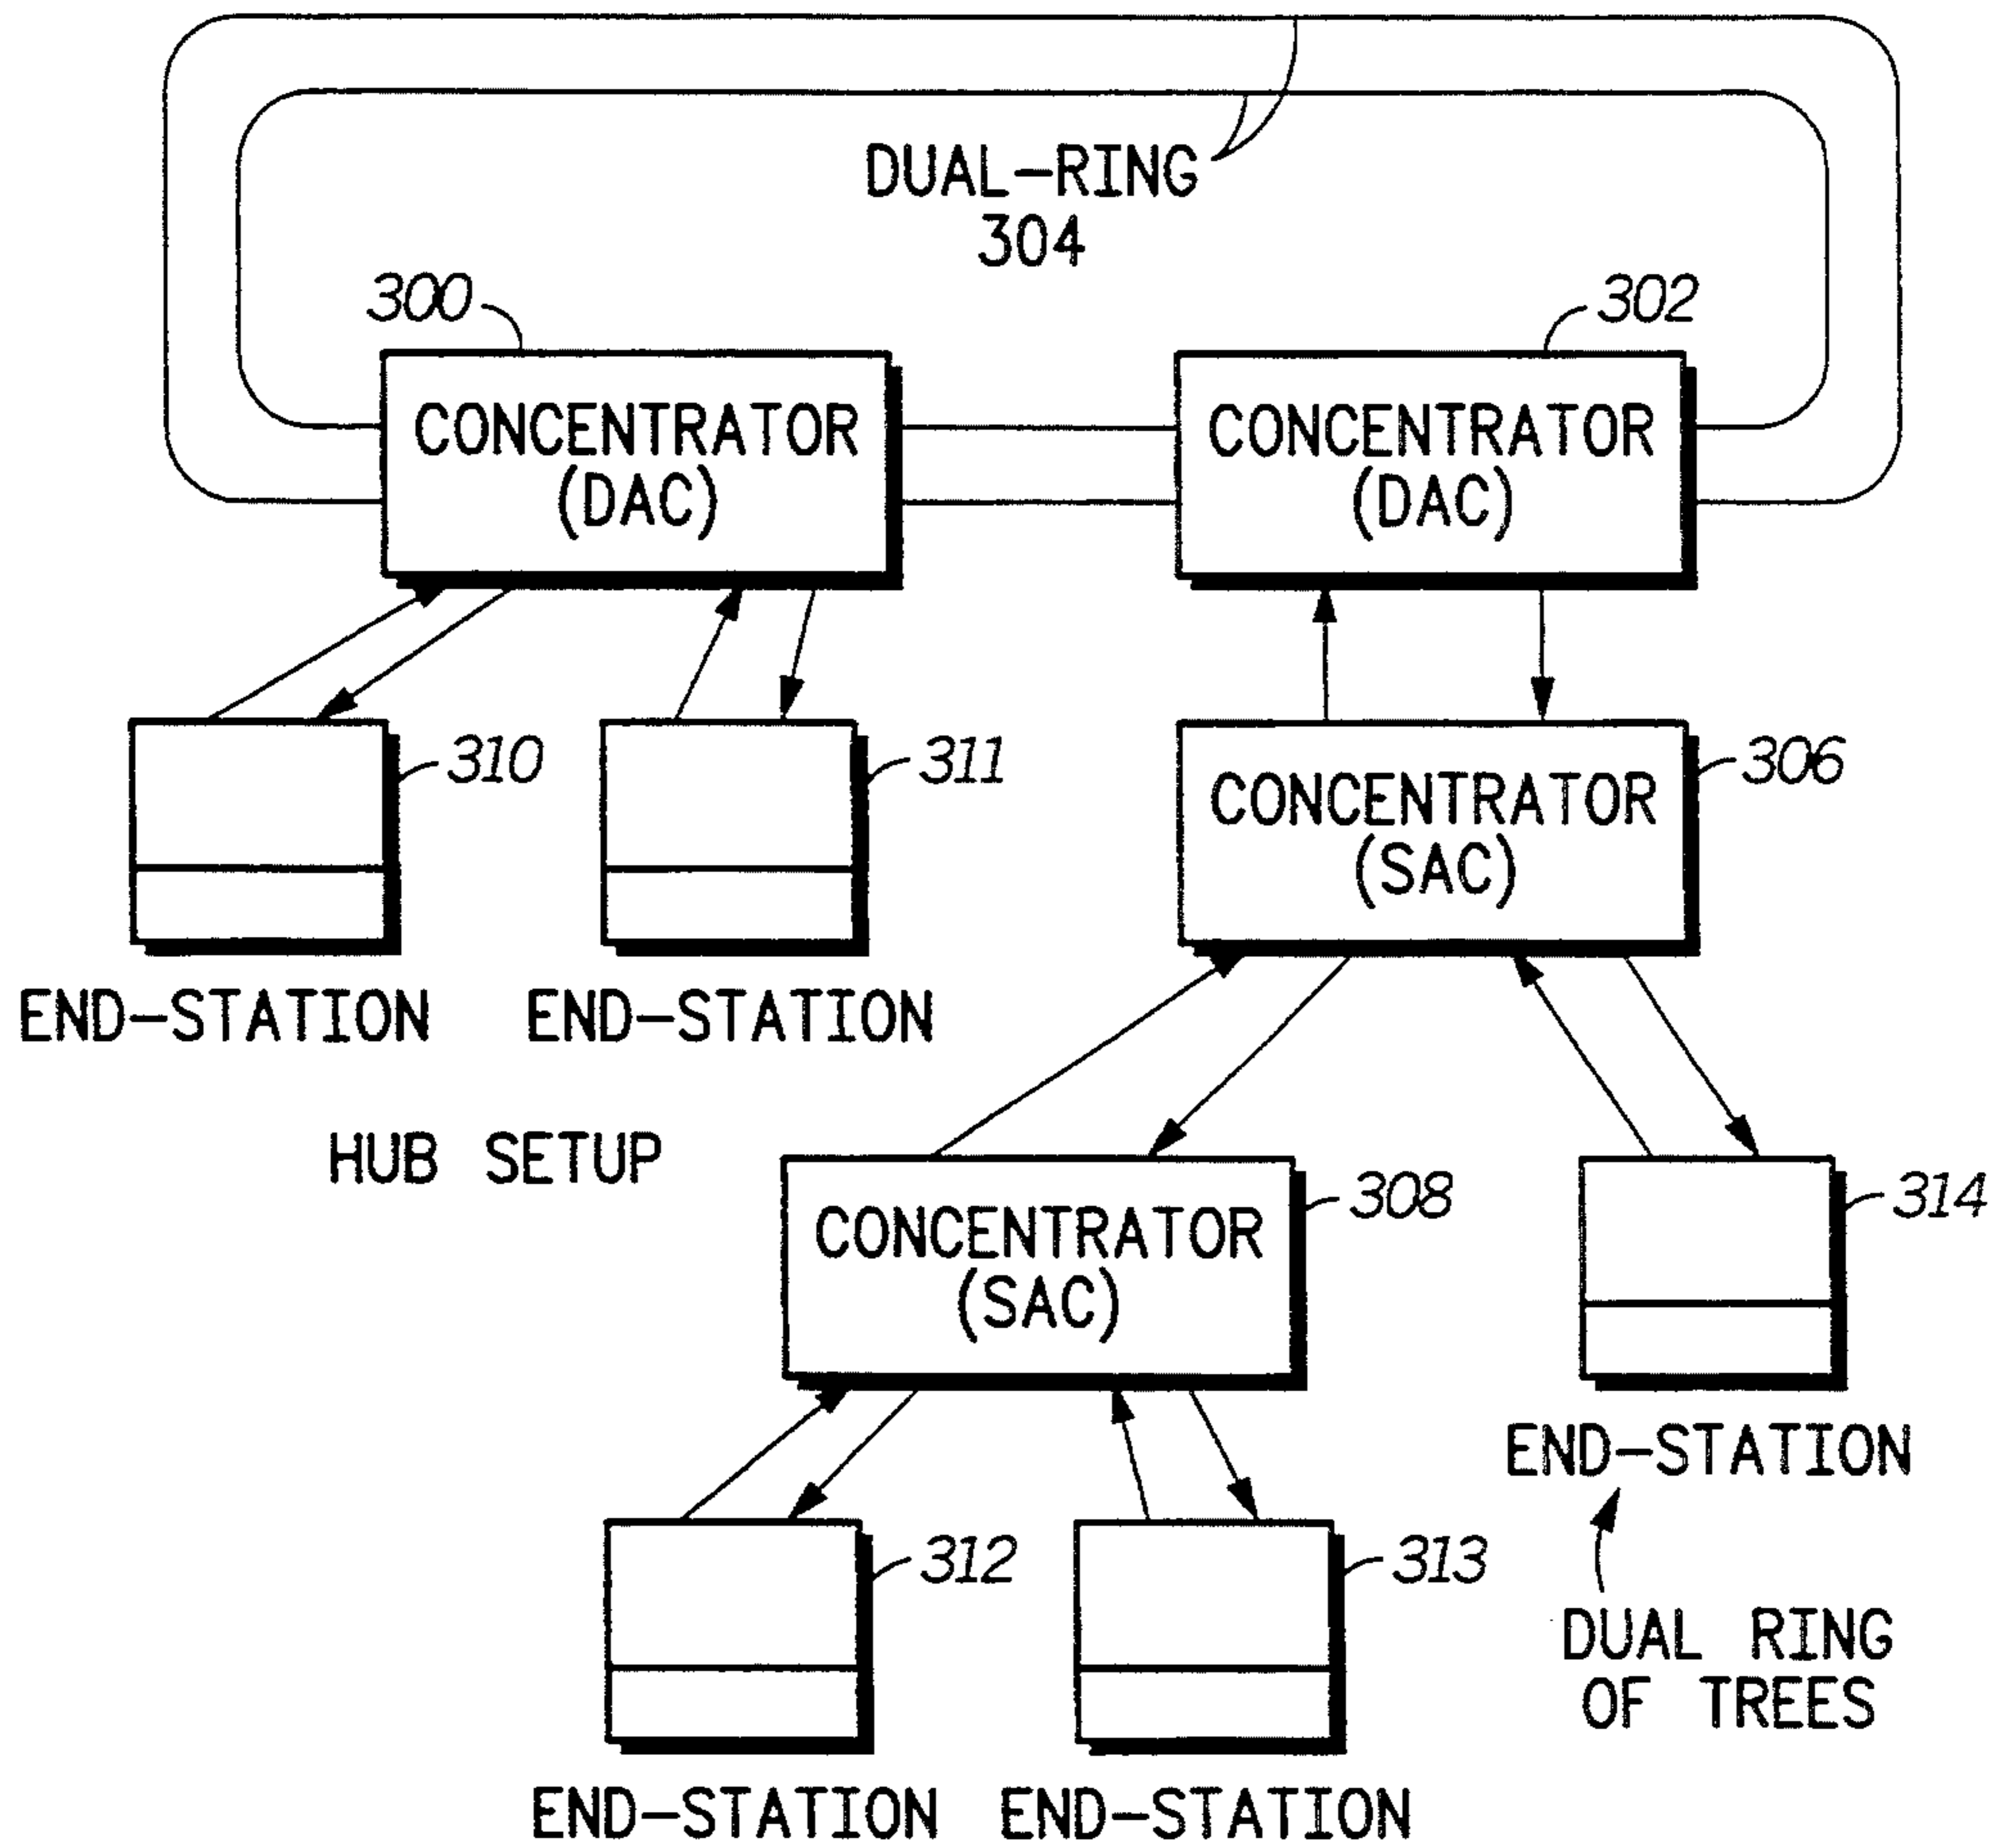 DUAL-RING
304
300
302
CONCENTRATOR
(DAC)
CONCENTRATOR
(DAC)
310
311
306
CONCENTRATOR
(SAC)
END-STATION
END-STATION
HUB SETUP
308
314
CONCENTRATOR
(SAC)
END-STATION
312
313
DUAL RING
OF TREES
END-STATION
END-STATION